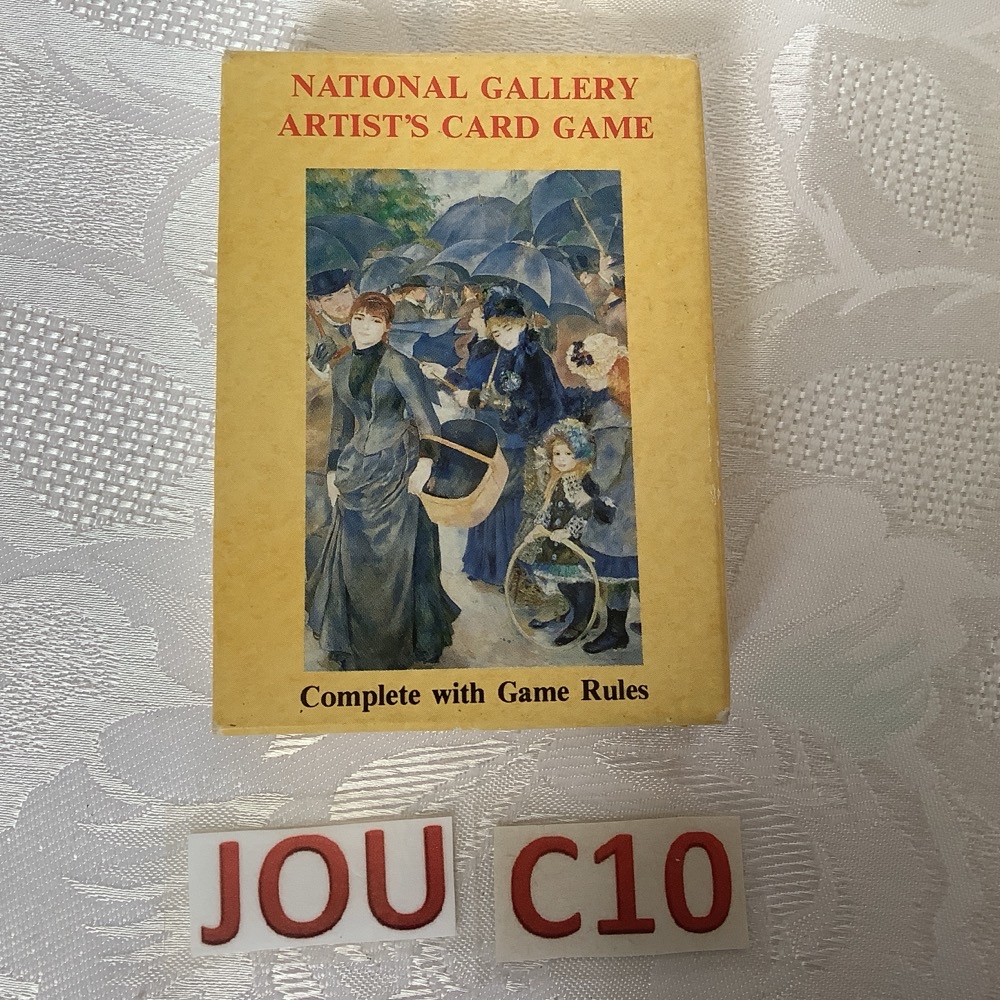 NATIONAL GALLERY
ARTIST'S CARD GAME
Complete with Game Rules
JOU C10